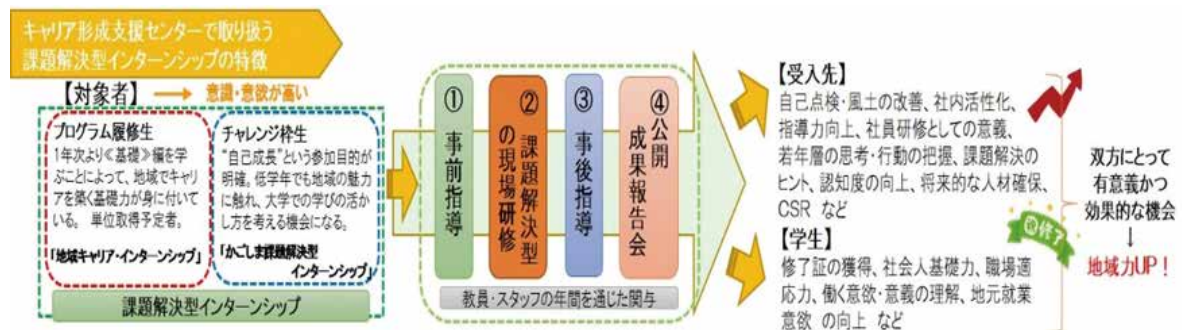 キャリア形成支援センターで取り扱う
課題解決型インターンシップの特徴
【対象者】 → 意識・意欲が高い
プログラム履修生
1年次より≪基礎≫編を学
ぶことによって、地域でキャリ
アを築く基礎力が身に付いて
いる。 単位取得予定者。
「地域キャリア・インターンシップ」
チャレンジ枠生
“自己成長”という参加目的が
明確。低学年でも地域の魅力
に触れ、大学での学びの活か
し方を考える機会になる。
「かごしま課題解決型
インターンシップ」
課題解決型インターンシップ
①事前指導
②課題解決型
の現場研修
③事後指導
④公開
成果報告会
教員・スタッフの年間を通じた関与
【受入先】
自己点検・風土の改善、社内活性化、
指導力向上、社員研修としての意義、
若年層の思考・行動の把握、課題解決の
ヒント、認知度の向上、将来的な人材確保、
CSR など
修了
【学生】
修了証の獲得、社会人基礎力、職場適
応力、働く意欲・意義の理解、地元就業
意欲 の向上 など
双方にとって
有意義かつ
効果的な機会
↓
地域力UP！